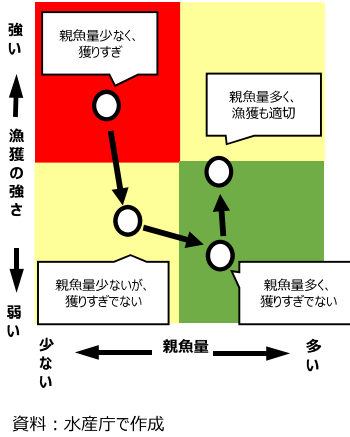 強い
漁獲の強さ
弱い
親魚量少なく、
獲りすぎ
親魚量多く、
漁獲も適切
親魚量少ないが、
獲りすぎでない
親魚量多く、
獲りすぎでない
少ない
親魚量
多い
資料：水産庁で作成